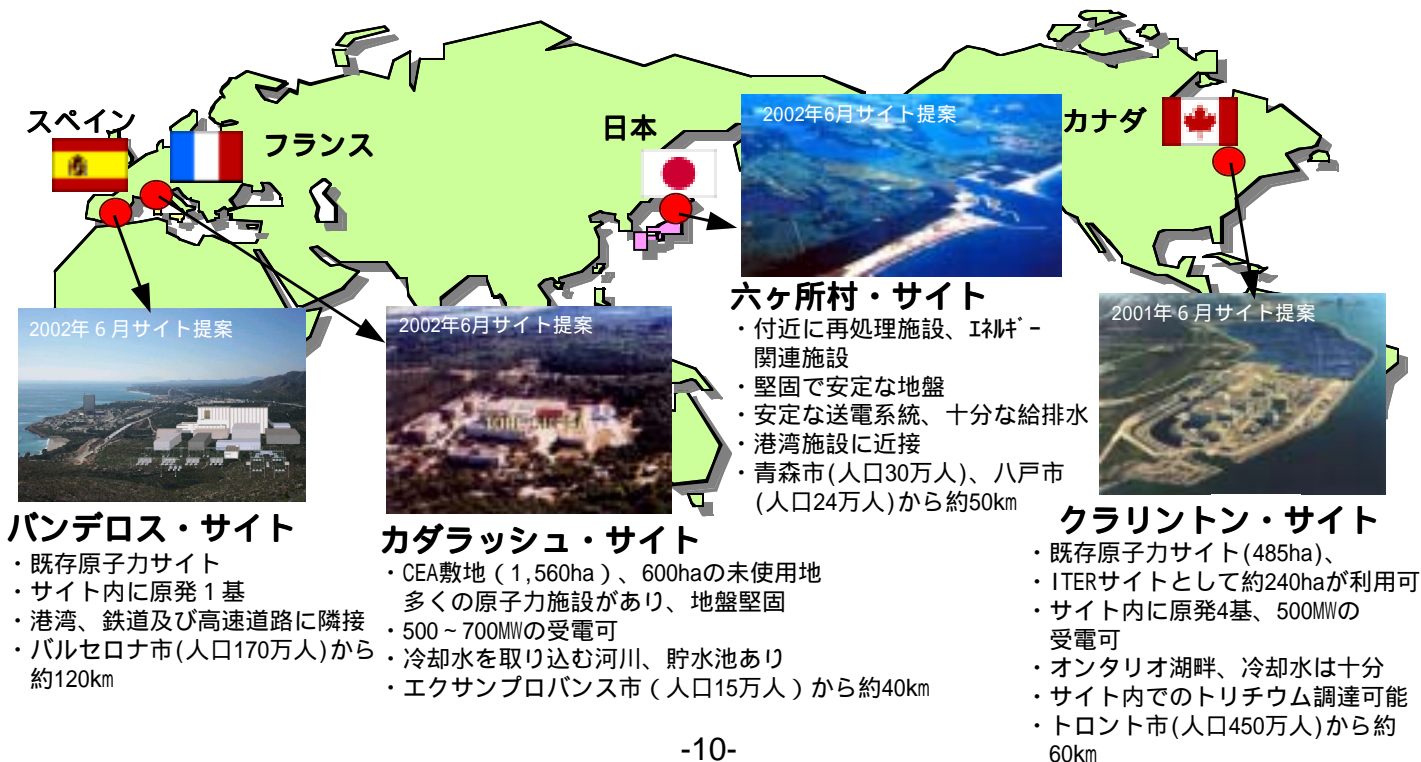 スペイン
フランス
日本
カナダ
2002年6月サイト提案
バンデロス・サイト
・既存原子力サイト
・サイト内に原発１基
・港湾、鉄道及び高速道路に隣接
・バルセロナ市(人口170万人)から
約120km
2002年6月サイト提案
カダラッシュ・サイト
・CEA敷地（1,560ha）、600haの未使用地
多くの原子力施設があり、地盤堅固
・500～700MWの受電可
・冷却水を取り込む河川、貯水池あり
・エクサンプロバンス市（人口15万人）から約40km
2002年6月サイト提案
六ヶ所村・サイト
・付近に再処理施設、ｴﾈﾙｷﾞｰ
関連施設
・堅固で安定な地盤
・安定な送電系統、十分な給排水
・港湾施設に近接
・青森市(人口30万人)、八戸市
(人口24万人)から約50km
2001年６月サイト提案
クラリントン・サイト
・既存原子力サイト(485ha)、
・ITERサイトとして約240haが利用可
・サイト内に原発4基、500MWの
受電可
・オンタリオ湖畔、冷却水は十分
・サイト内でのトリチウム調達可能
・トロント市(人口450万人)から約
60km
-10-